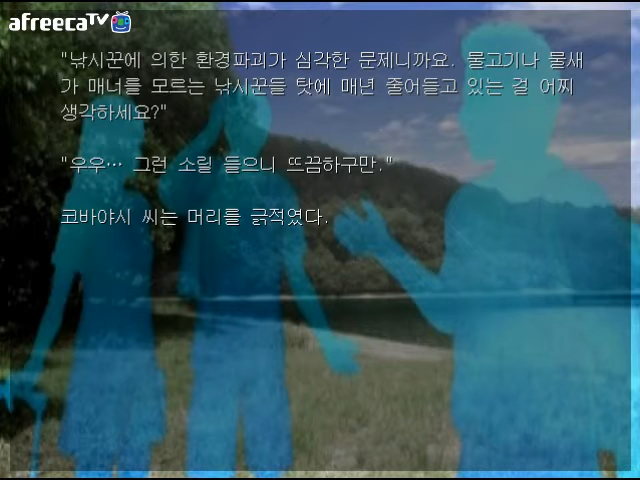 afreecaTV
"낚시꾼에 의한 환경파괴가 심각한 문제니까요. 물고기나 물새
가 매너를 모르는 낚시꾼들 탓에 매년 줄어들고 있는 걸 어찌
생각하세요?"
"우우… 그런 소릴 들으니 뜨끔하구만."
코바야시 씨는 머리를 긁적였다.